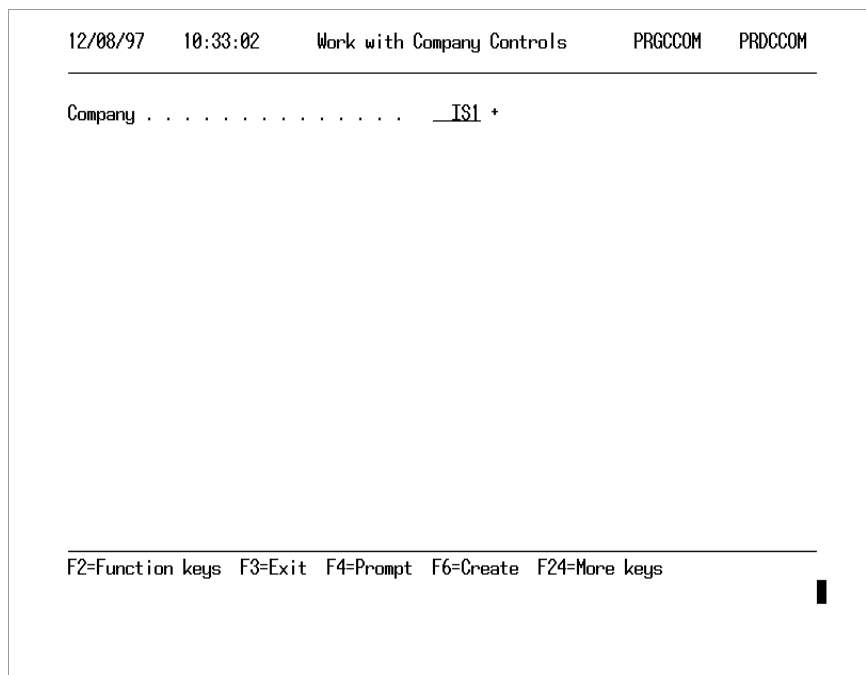 12/08/97 10:33:02 Work with Company Controls PRGCCOM PRDCCOM
Company . . . . . . . . . . . . . . IS1 +
F2=Function keys F3=Exit F4=Prompt F6=Create F24=More keys